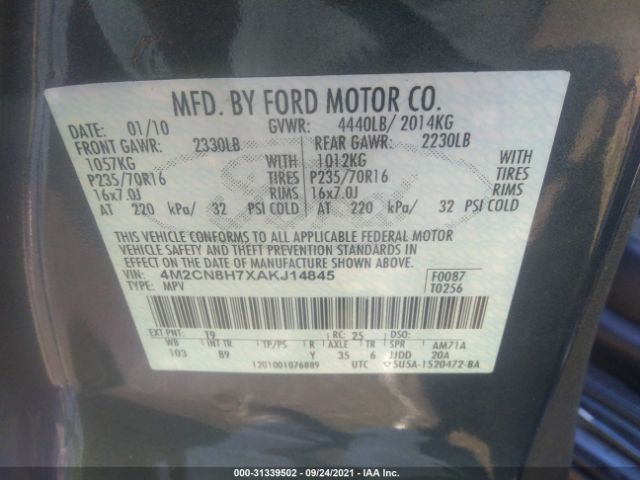 MFD. BY FORD MOTOR CO.
DATE: 01/10 GVWR: 4440LB/ 2014KG
FRONT GAWR: 2330LB REAR GAWR: 2230LB
1057KG WITH 1012KG WITH
P235/70R16 TIRES P235/70R16 TIRES
16x7.0J RIMS 16x7.0J RIMS
AT 220 kPa/ 32 PSI COLD AT 220 kPa/ 32 PSI COLD
THIS VEHICLE CONFORMS TO ALL APPLICABLE FEDERAL MOTOR
VEHICLE SAFETY AND THEFT PREVENTION STANDARDS IN
EFFECT ON THE DATE OF MANUFACTURE SHOWN ABOVE.
VIN: 4M2CN8H7XAKJ14845 F0087
TYPE: MPV T0256
EXT PNT: T9 RC: 25 DSO:
WB INT TR TP/PS R AXLE TR SPR AM71A
103 89 Y 35 6 JJDD 20A
1201001076889 UTC 5U5A-1520472-BA
000-31339502 - 09/24/2021 - IAA Inc.